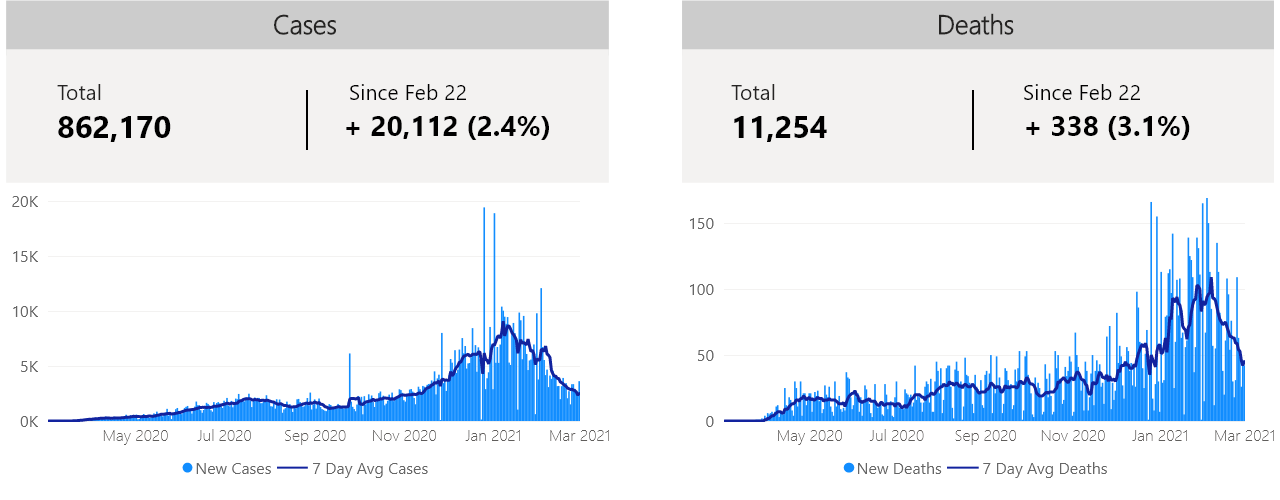 Cases
Total
862,170
Since Feb 22
+ 20,112 (2.4%)
20K
15K
10K
5K
0K
May 2020 Jul 2020 Sep 2020 Nov 2020 Jan 2021 Mar 2021
New Cases 7 Day Avg Cases
Deaths
Total
11,254
Since Feb 22
+ 338 (3.1%)
150
100
50
0
May 2020 Jul 2020 Sep 2020 Nov 2020 Jan 2021 Mar 2021
New Deaths 7 Day Avg Deaths